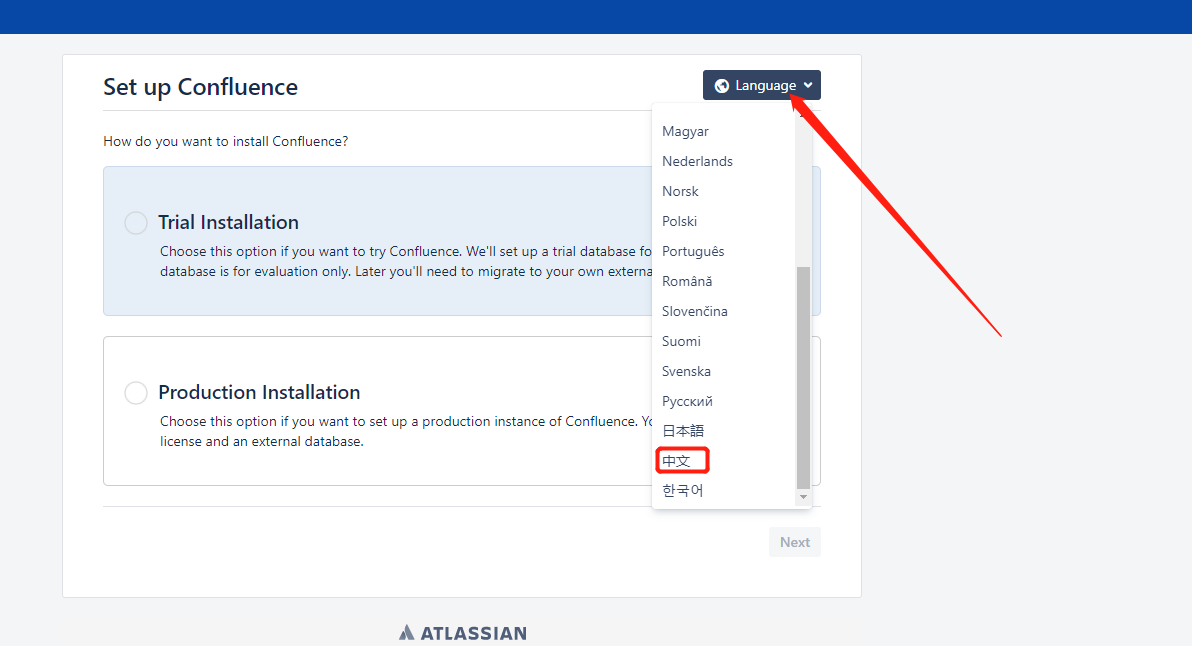 Set up Confluence
Language
How do you want to install Confluence?
Trial Installation
Choose this option if you want to try Confluence. We'll set up a trial database fo
database is for evaluation only. Later you'll need to migrate to your own externa
Production Installation
Choose this option if you want to set up a production instance of Confluence. Yo
license and an external database.
Magyar
Nederlands
Norsk
Polski
Português
Română
Slovenčina
Suomi
Svenska
Русский
日本語
中文
한국어
Next
ATLASSIAN